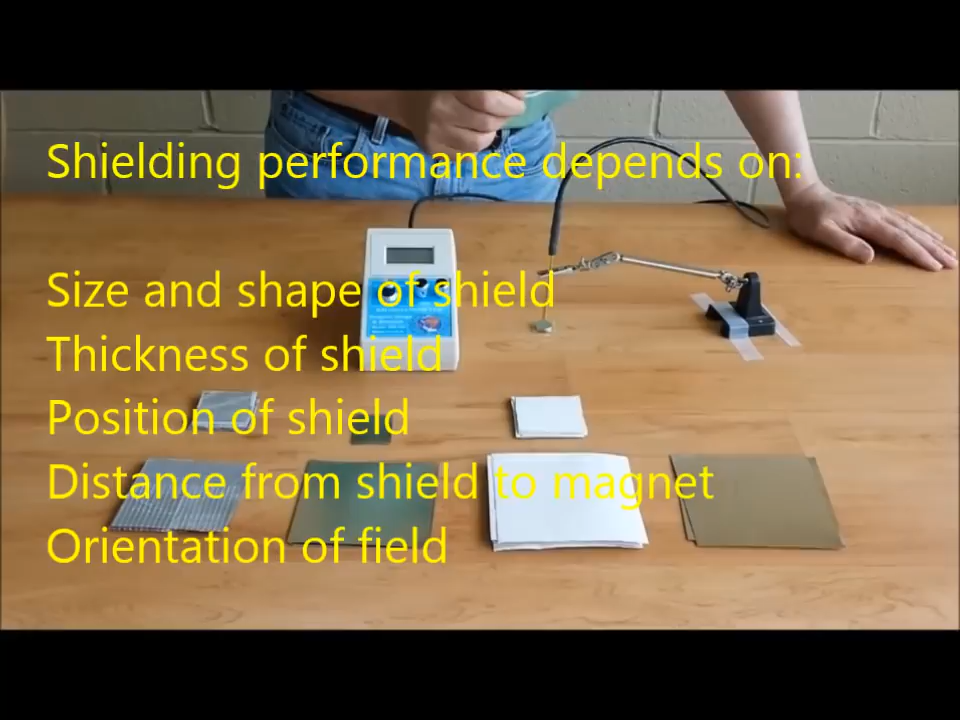 Shielding performance depends on:
Size and shape of shield
Thickness of shield
Position of shield
Distance from shield to magnet
Orientation of field